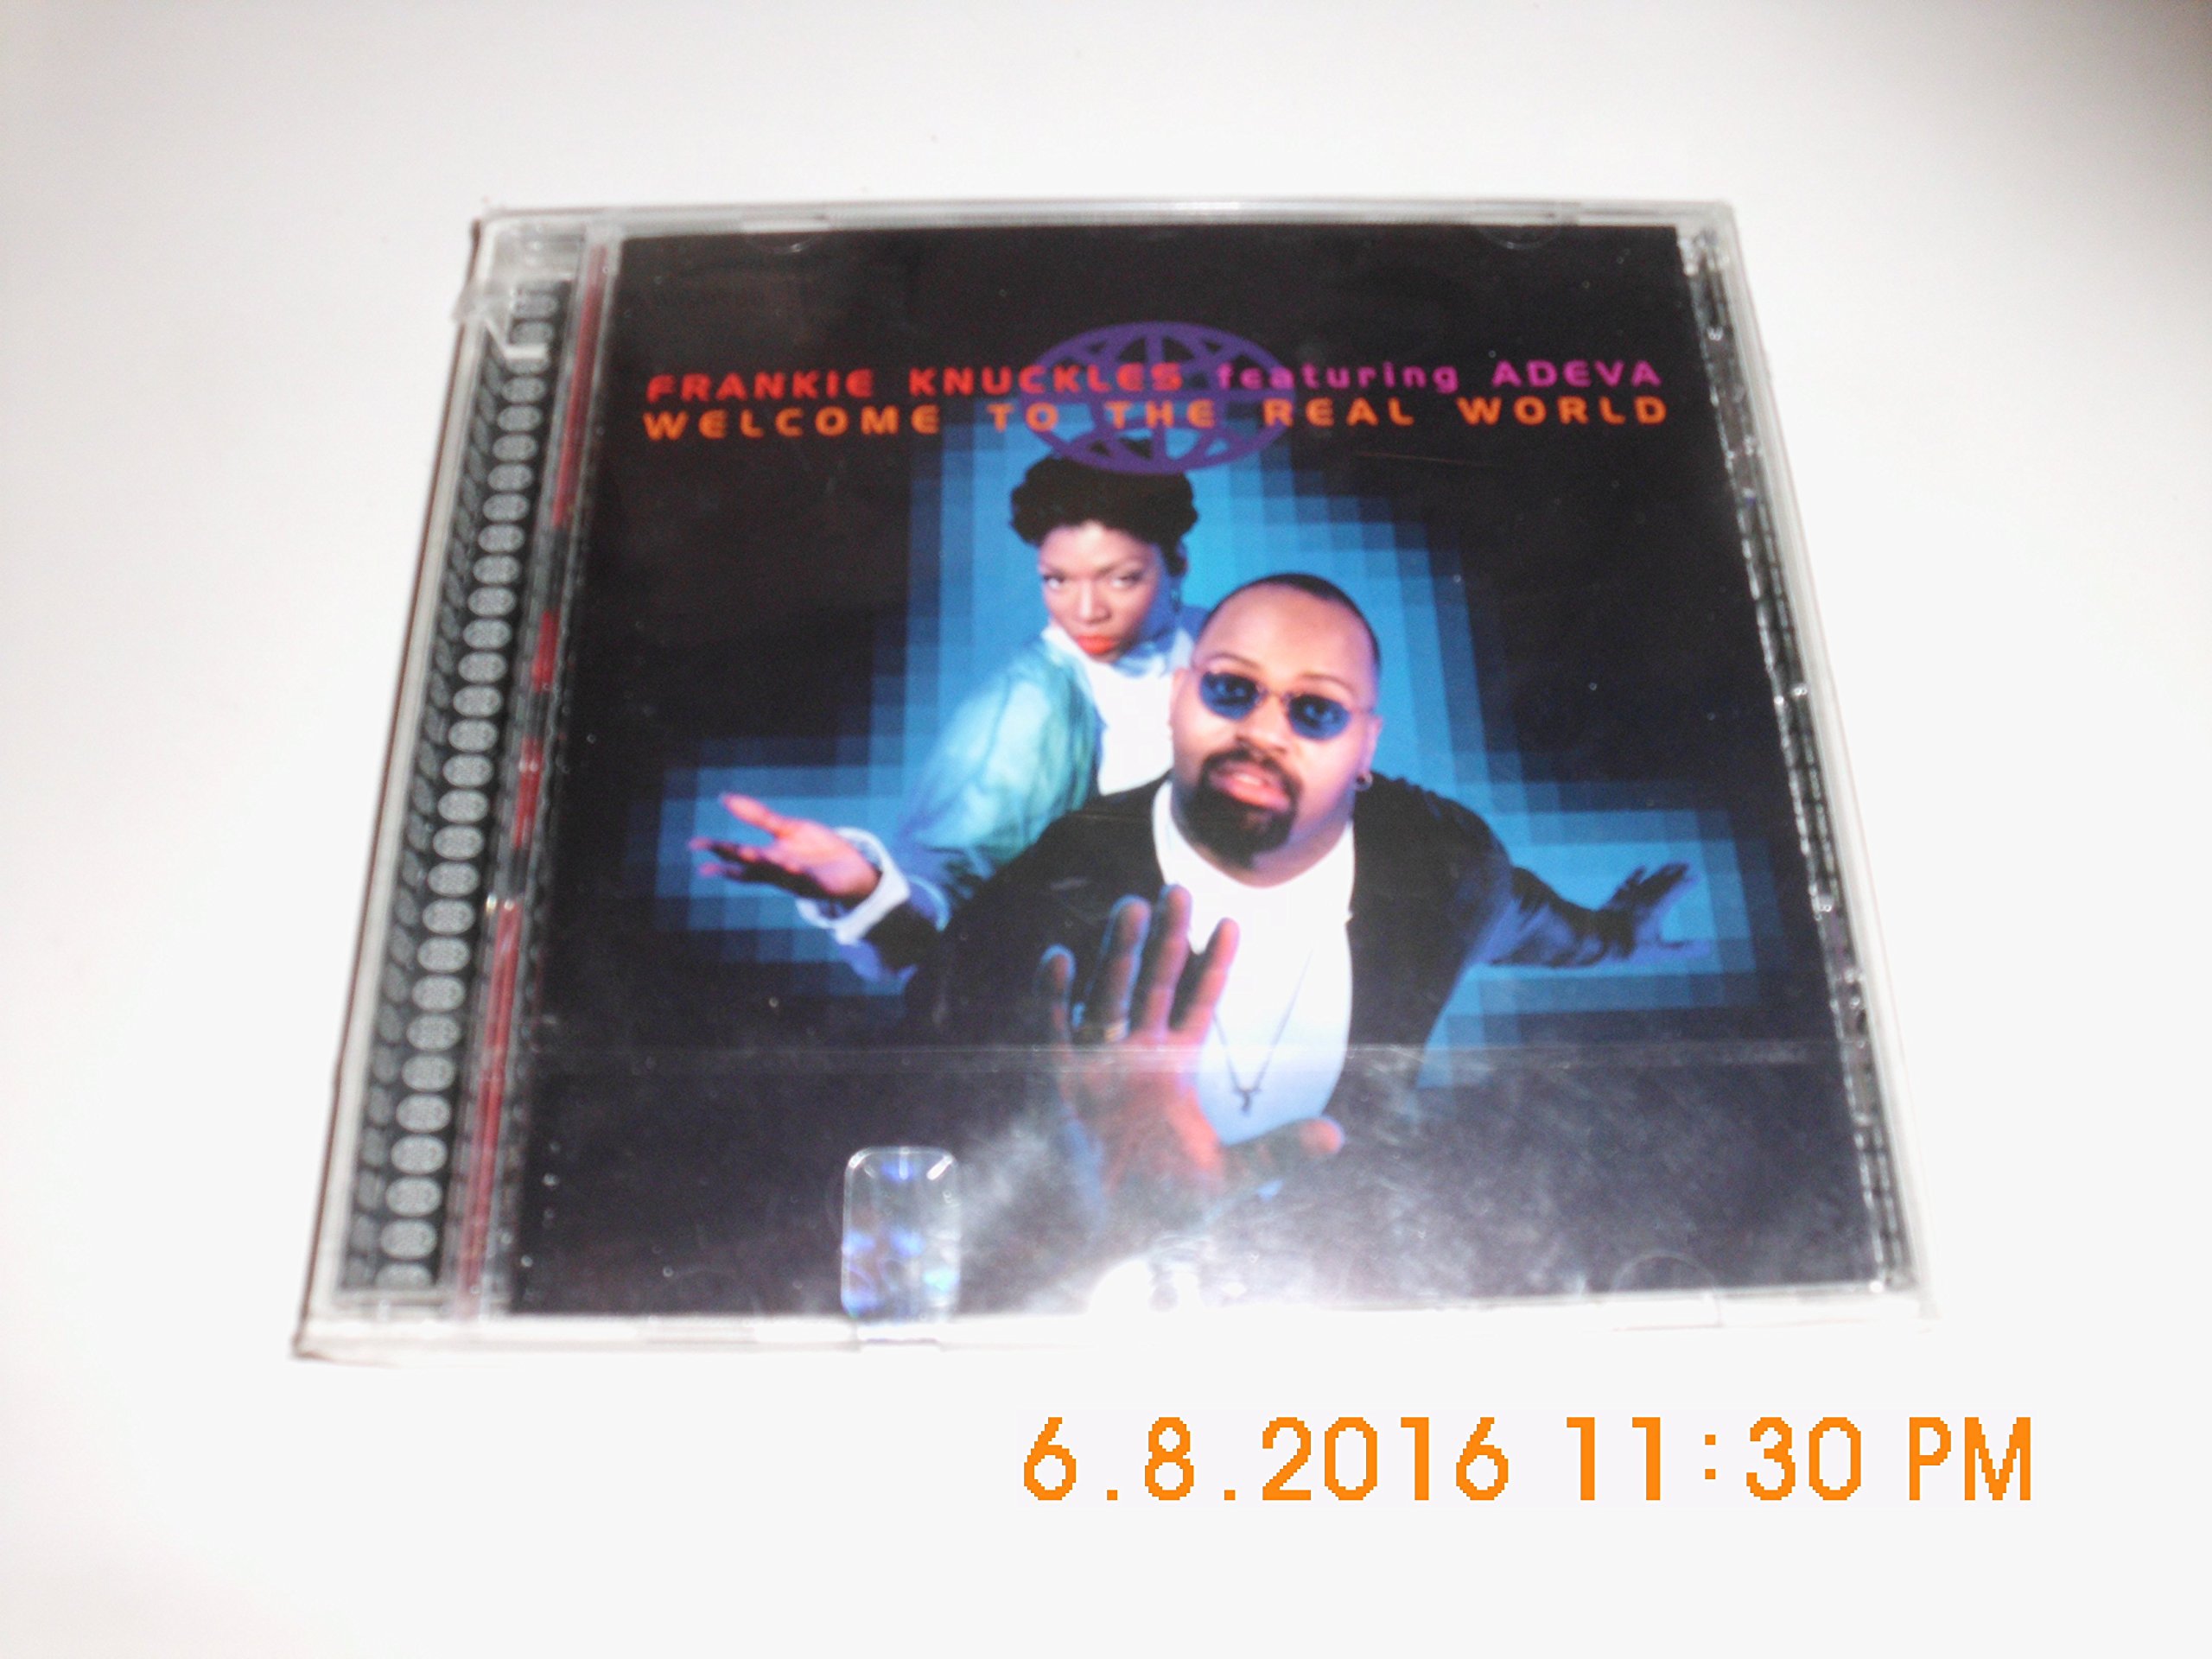 FRANKIE KNUCKLES featuring ADEVA
WELCOME TO THE REAL WORLD
6.8.2016 11:30 PM